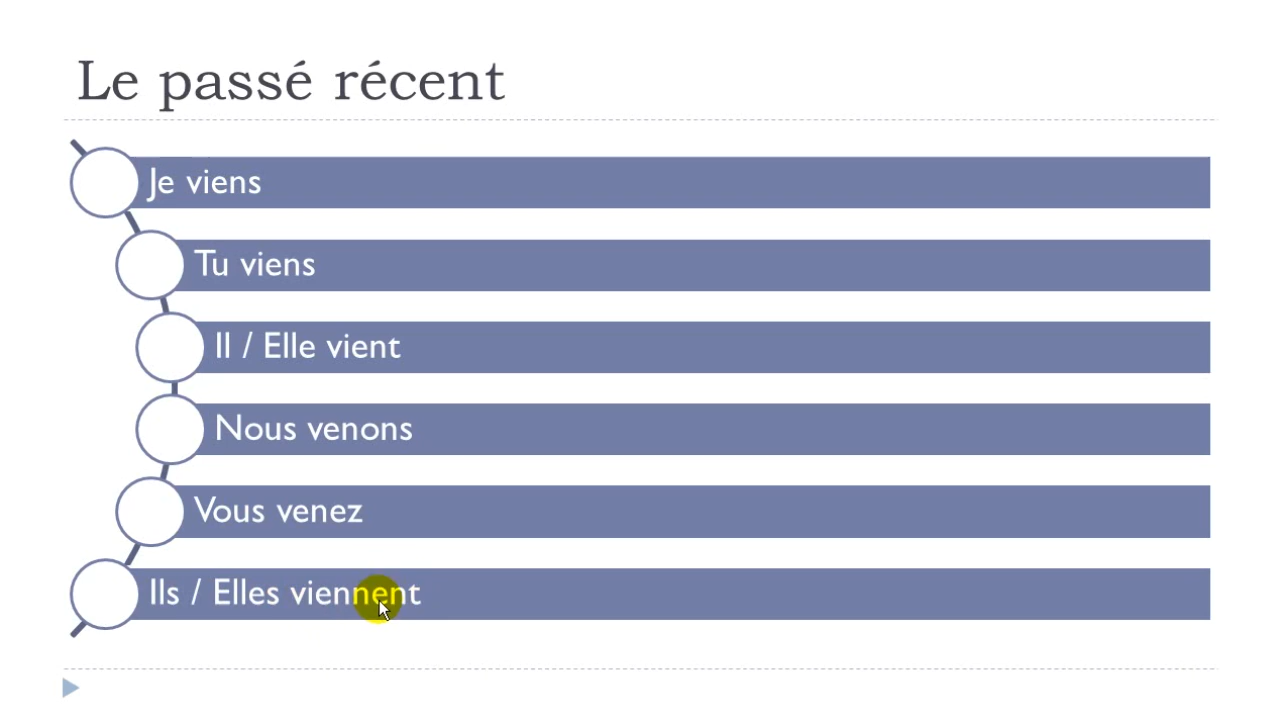 Le passé récent
Je viens
Tu viens
Il / Elle vient
Nous venons
Vous venez
Ils / Elles viennent